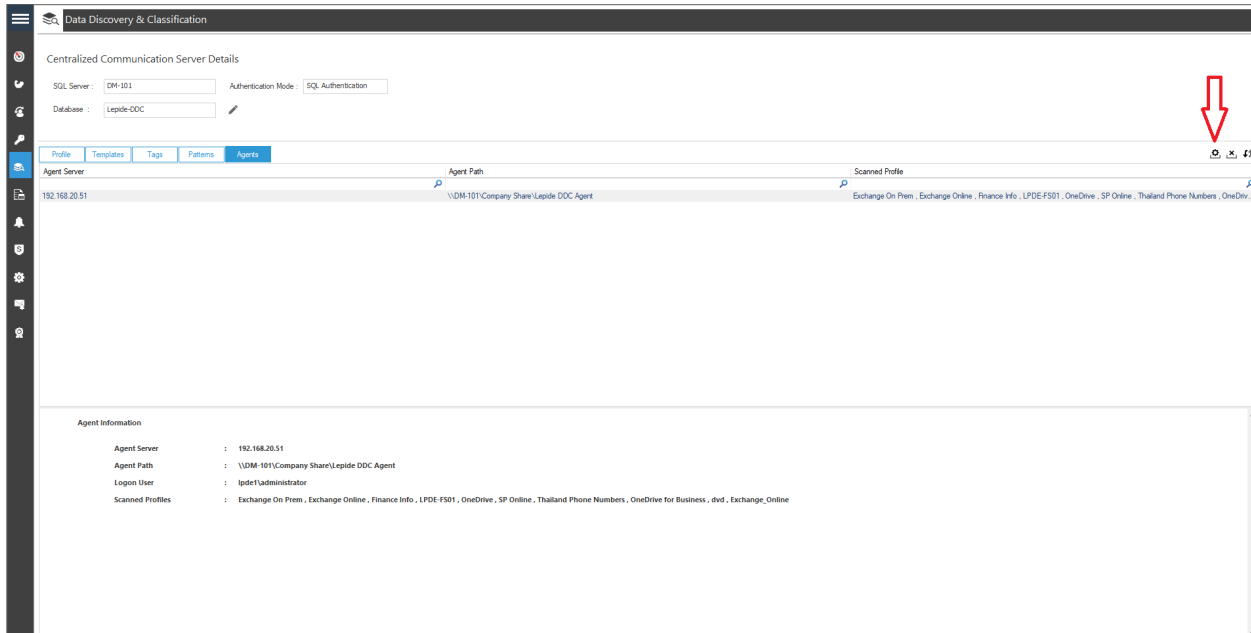 Data Discovery & Classification
Centralized Communication Server Details
SQL Server : DM-101 Authentication Mode : SQL Authentication
Database : Lepide-DDC
Profile Templates Tags Patterns Agents
Agent Server Agent Path Scanned Profile
192.168.20.51 \\DM-101\Company Share\Lepide DDC Agent Exchange On Prem , Exchange Online , Finance Info , LPDE-FS01 , OneDrive , SP Online , Thailand Phone Numbers , OneDriv...
Agent Information
Agent Server : 192.168.20.51
Agent Path : \\DM-101\Company Share\Lepide DDC Agent
Logon User : lpde1\administrator
Scanned Profiles : Exchange On Prem , Exchange Online , Finance Info , LPDE-FS01 , OneDrive , SP Online , Thailand Phone Numbers , OneDrive for Business , dvd , Exchange_Online